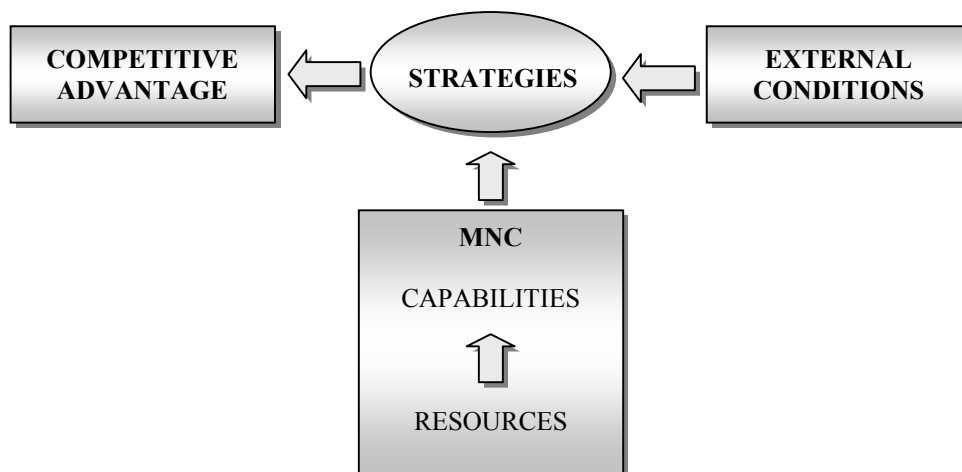 COMPETITIVE
ADVANTAGE
STRATEGIES
EXTERNAL
CONDITIONS
MNC
CAPABILITIES
RESOURCES